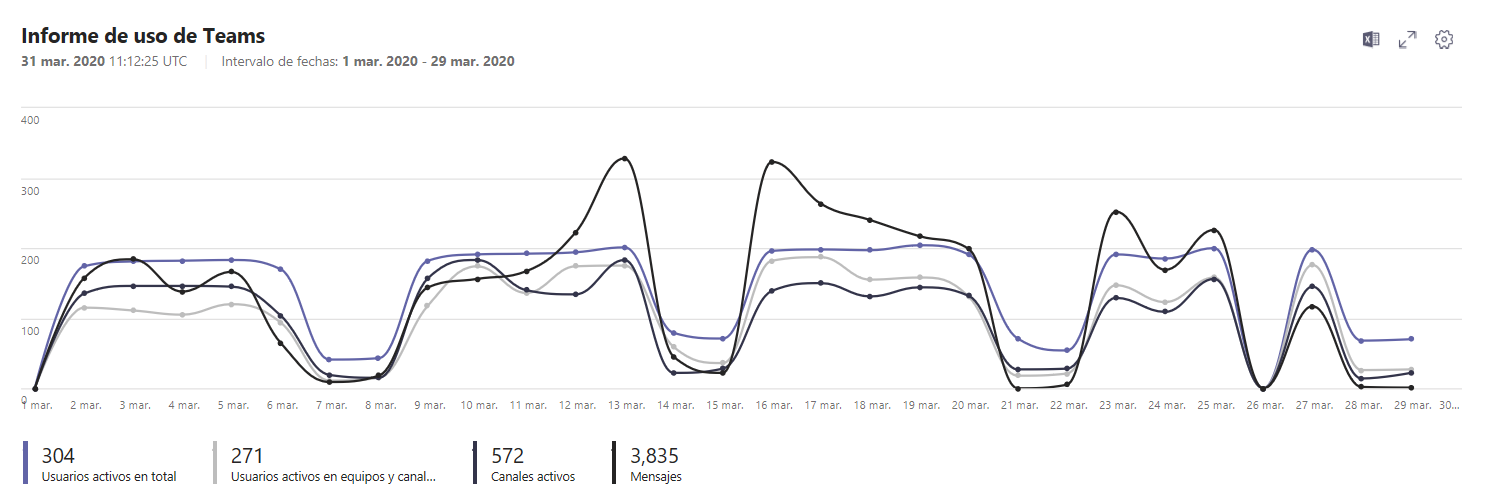 Informe de uso de Teams
31 mar. 2020 11:12:25 UTC | Intervalo de fechas: 1 mar. 2020 - 29 mar. 2020
400
300
200
100
0
1 mar. 2 mar. 3 mar. 4 mar. 5 mar. 6 mar. 7 mar. 8 mar. 9 mar. 10 mar. 11 mar. 12 mar. 13 mar. 14 mar. 15 mar. 16 mar. 17 mar. 18 mar. 19 mar. 20 mar. 21 mar. 22 mar. 23 mar. 24 mar. 25 mar. 26 mar. 27 mar. 28 mar. 29 mar. 30...
304 271 572 3,835
Usuarios activos en total Usuarios activos en equipos y canal... Canales activos Mensajes